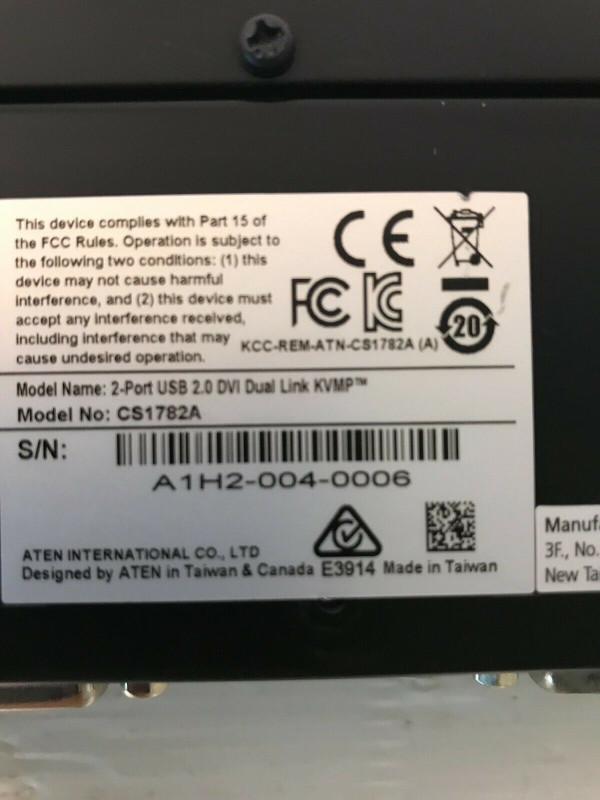 This device complies with Part 15 of
the FCC Rules. Operation is subject to
the following two conditions: (1) this
device may not cause harmful
interference, and (2) this device must
accept any interference received,
including interference that may
cause undesired operation.
CE
FC KC
20
KCC-REM-ATN-CS1782A (A)
Model Name: 2-Port USB 2.0 DVI Dual Link KVMP™
Model No: CS1782A
S/N:
A1H2-004-0006
ATEN INTERNATIONAL CO., LTD
Designed by ATEN in Taiwan & Canada E3914 Made in Taiwan
Manufa
3F., No.
New Ta